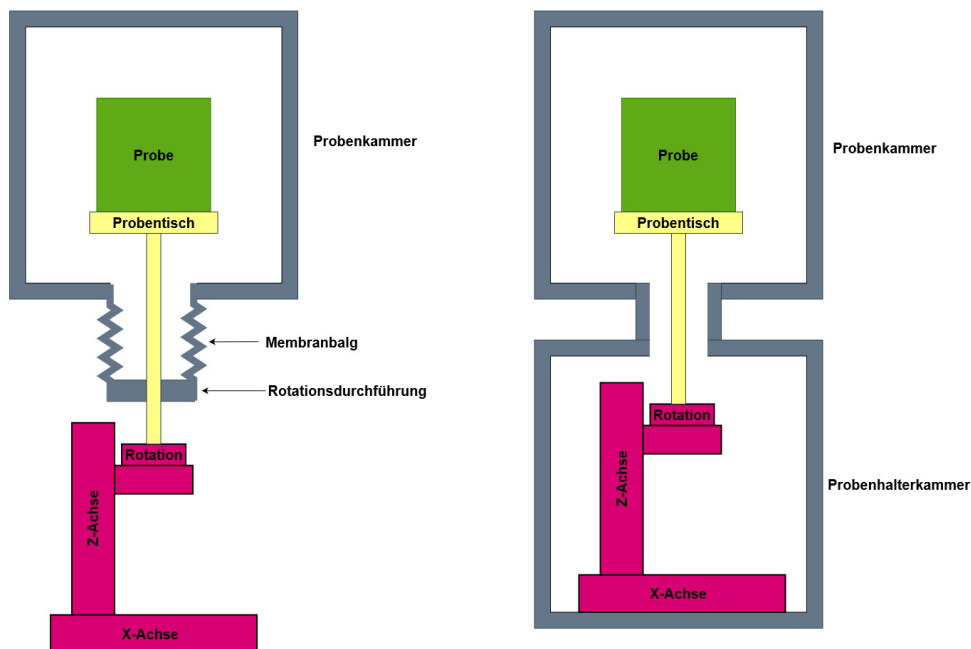 Probe
Probenkammer
Probentisch
Membranbalg
Rotationsdurchführung
Rotation
Z-Achse
X-Achse
Probe
Probenkammer
Probentisch
Rotation
Z-Achse
Probenhalterkammer
X-Achse